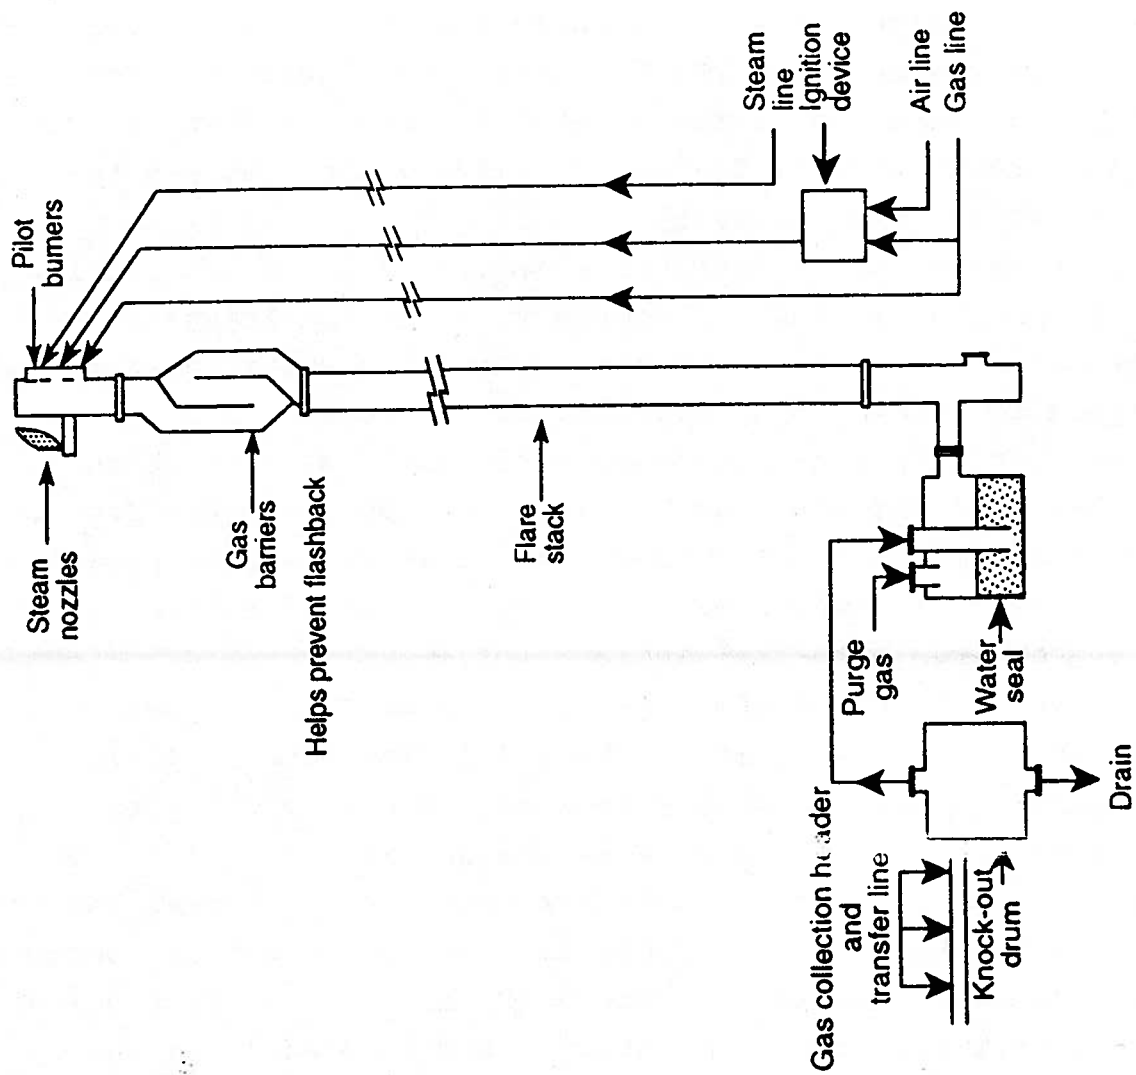 Steam
nozzles
Pilot
burners
Gas
barriers
Helps prevent flashback
Flare
stack
Steam
line
Ignition
device
Air line
Gas line
Purge
gas
Water
seal
Gas collection header
and
transfer line
Knock-out
drum
Drain